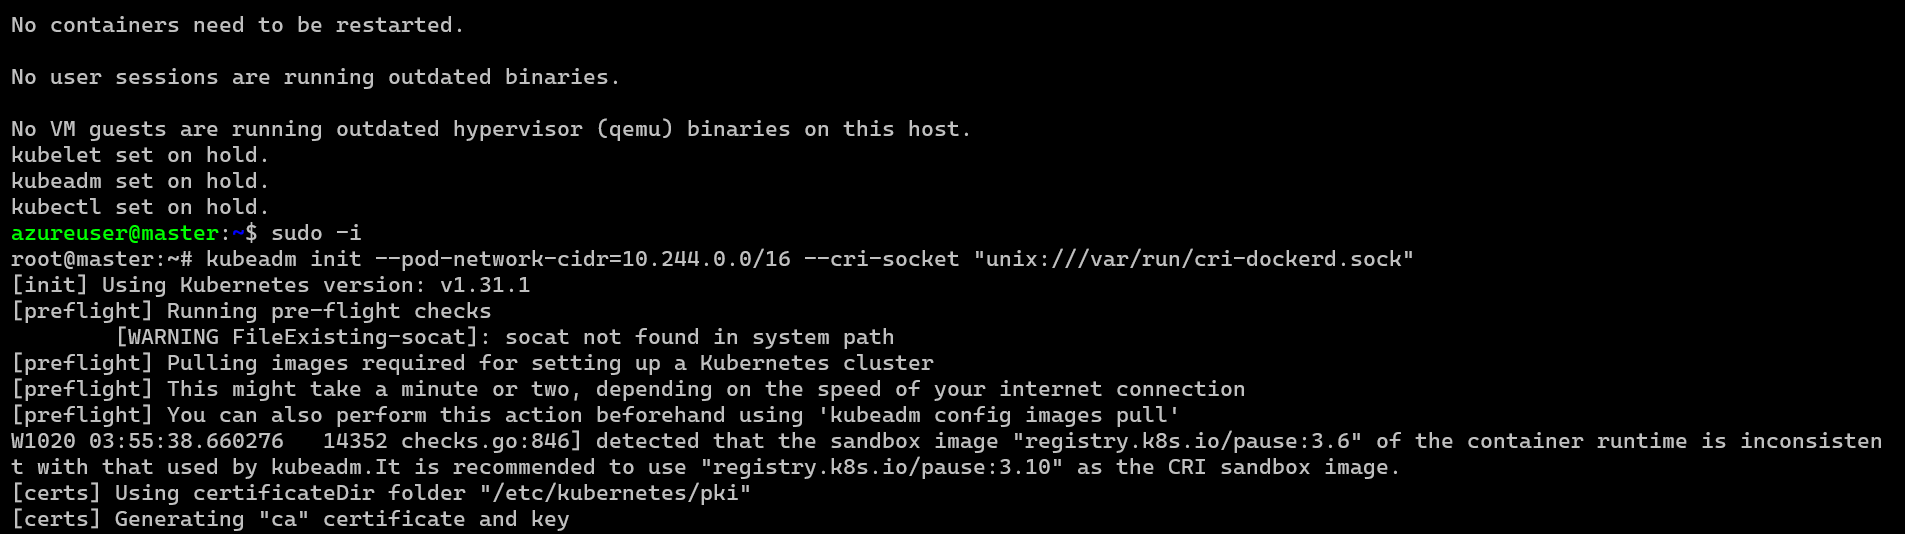 No containers need to be restarted.
No user sessions are running outdated binaries.
No VM guests are running outdated hypervisor (qemu) binaries on this host.
kubelet set on hold.
kubeadm set on hold.
kubectl set on hold.
azureuser@master:~$ sudo -i
root@master:~# kubeadm init --pod-network-cidr=10.244.0.0/16 --cri-socket "unix:///var/run/cri-dockerd.sock"
[init] Using Kubernetes version: v1.31.1
[preflight] Running pre-flight checks
        [WARNING FileExisting-socat]: socat not found in system path
[preflight] Pulling images required for setting up a Kubernetes cluster
[preflight] This might take a minute or two, depending on the speed of your internet connection
[preflight] You can also perform this action beforehand using 'kubeadm config images pull'
W1020 03:55:38.660276   14352 checks.go:846] detected that the sandbox image "registry.k8s.io/pause:3.6" of the container runtime is inconsisten
t with that used by kubeadm.It is recommended to use "registry.k8s.io/pause:3.10" as the CRI sandbox image.
[certs] Using certificateDir folder "/etc/kubernetes/pki"
[certs] Generating "ca" certificate and key